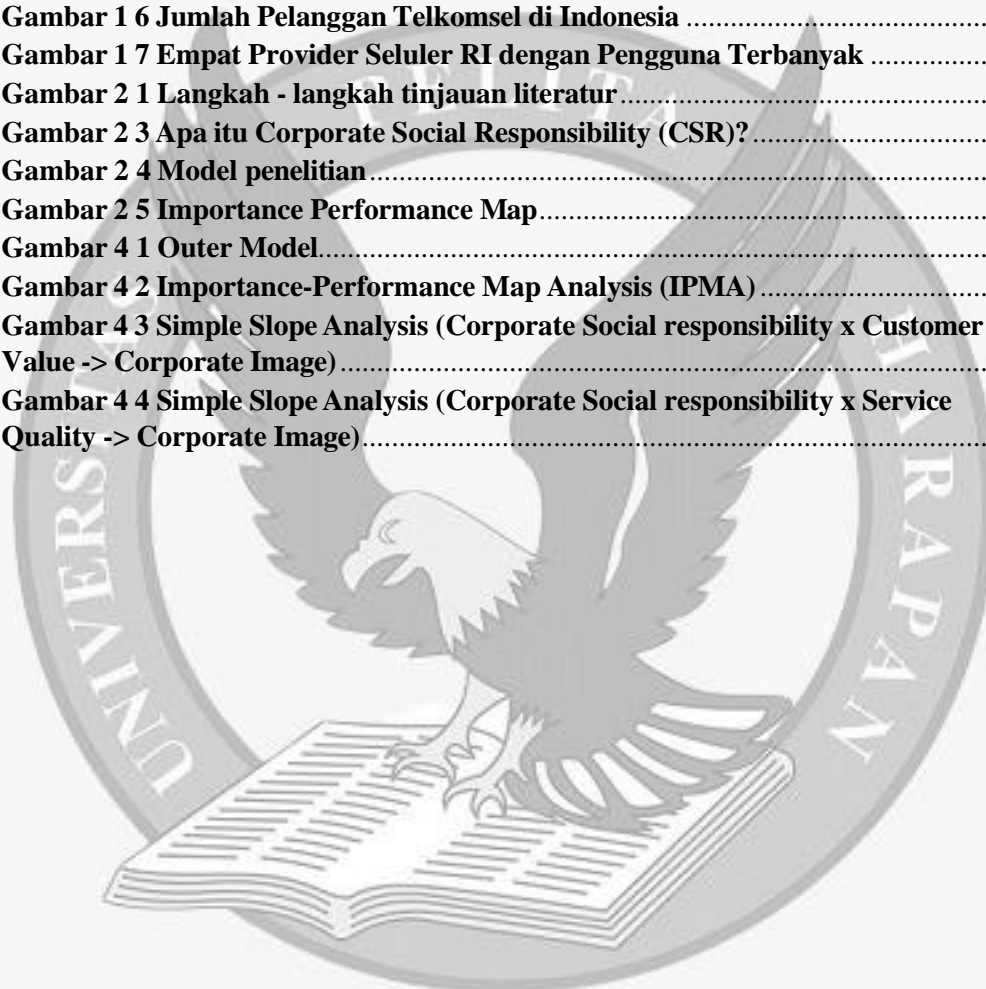 Gambar 1 6 Jumlah Pelanggan Telkomsel di Indonesia ....................................
Gambar 1 7 Empat Provider Seluler RI dengan Pengguna Terbanyak ..............
Gambar 2 1 Langkah - langkah tinjauan literatur ............................................
Gambar 2 3 Apa itu Corporate Social Responsibility (CSR)? ............................
Gambar 2 4 Model penelitian ............................................................................
Gambar 2 5 Importance Performance Map ......................................................
Gambar 4 1 Outer Model ..................................................................................
Gambar 4 2 Importance-Performance Map Analysis (IPMA) ..........................
Gambar 4 3 Simple Slope Analysis (Corporate Social responsibility x Customer
Value -> Corporate Image) ...............................................................................
Gambar 4 4 Simple Slope Analysis (Corporate Social responsibility x Service
Quality -> Corporate Image) .............................................................................
UNIVERSITAS PELITA HARAPAN